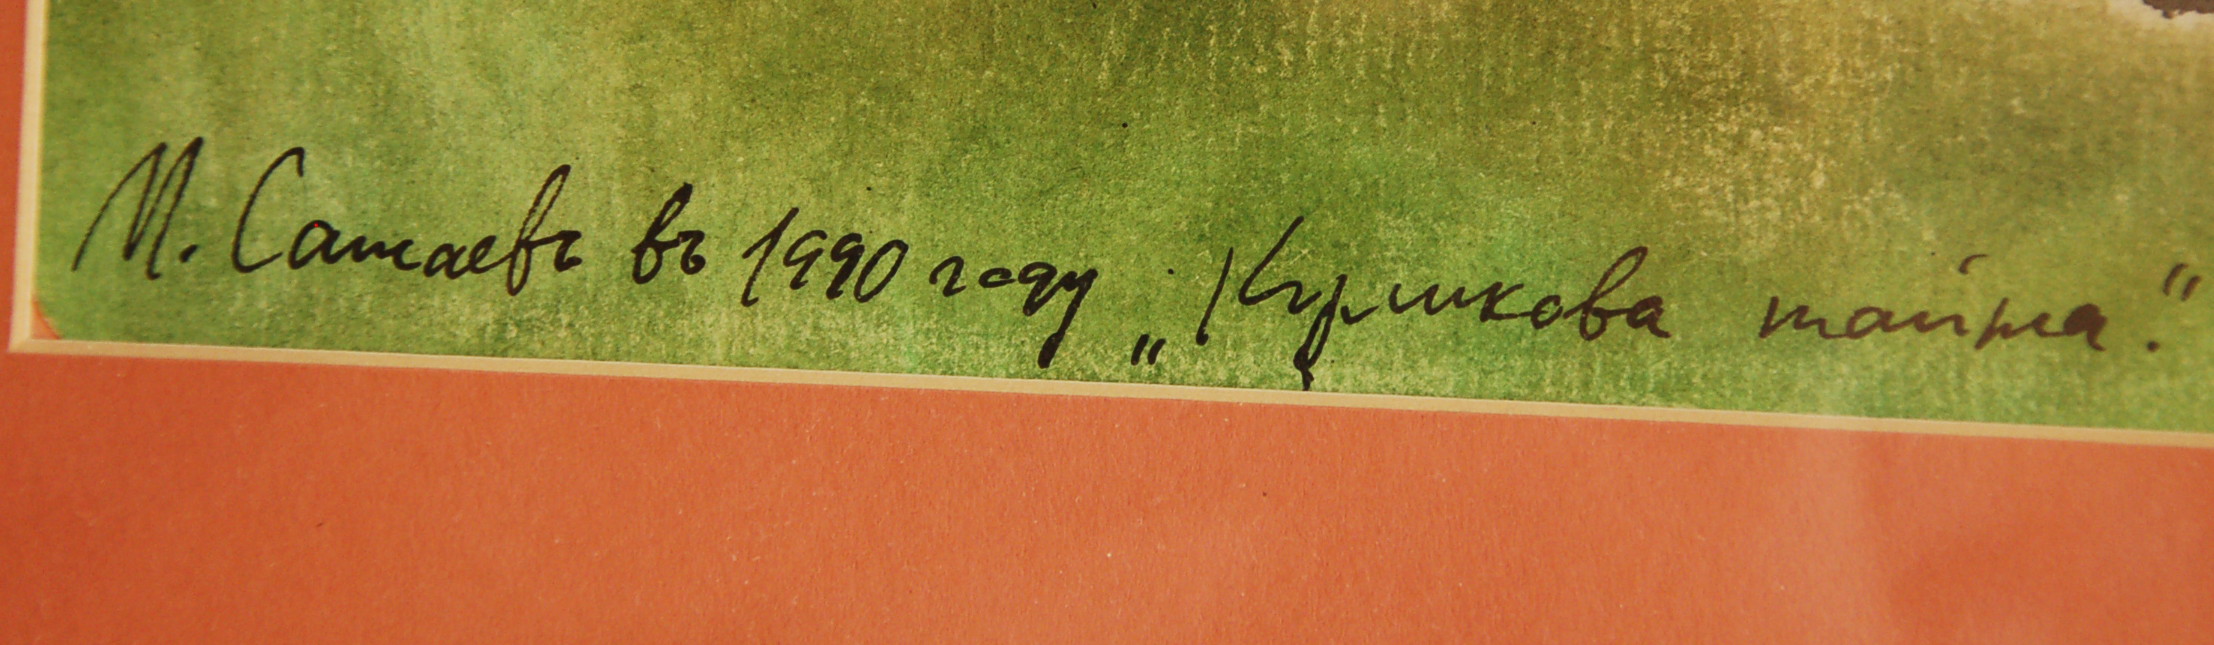 М. Сатаевъ въ 1990 году „Куликова тайна."